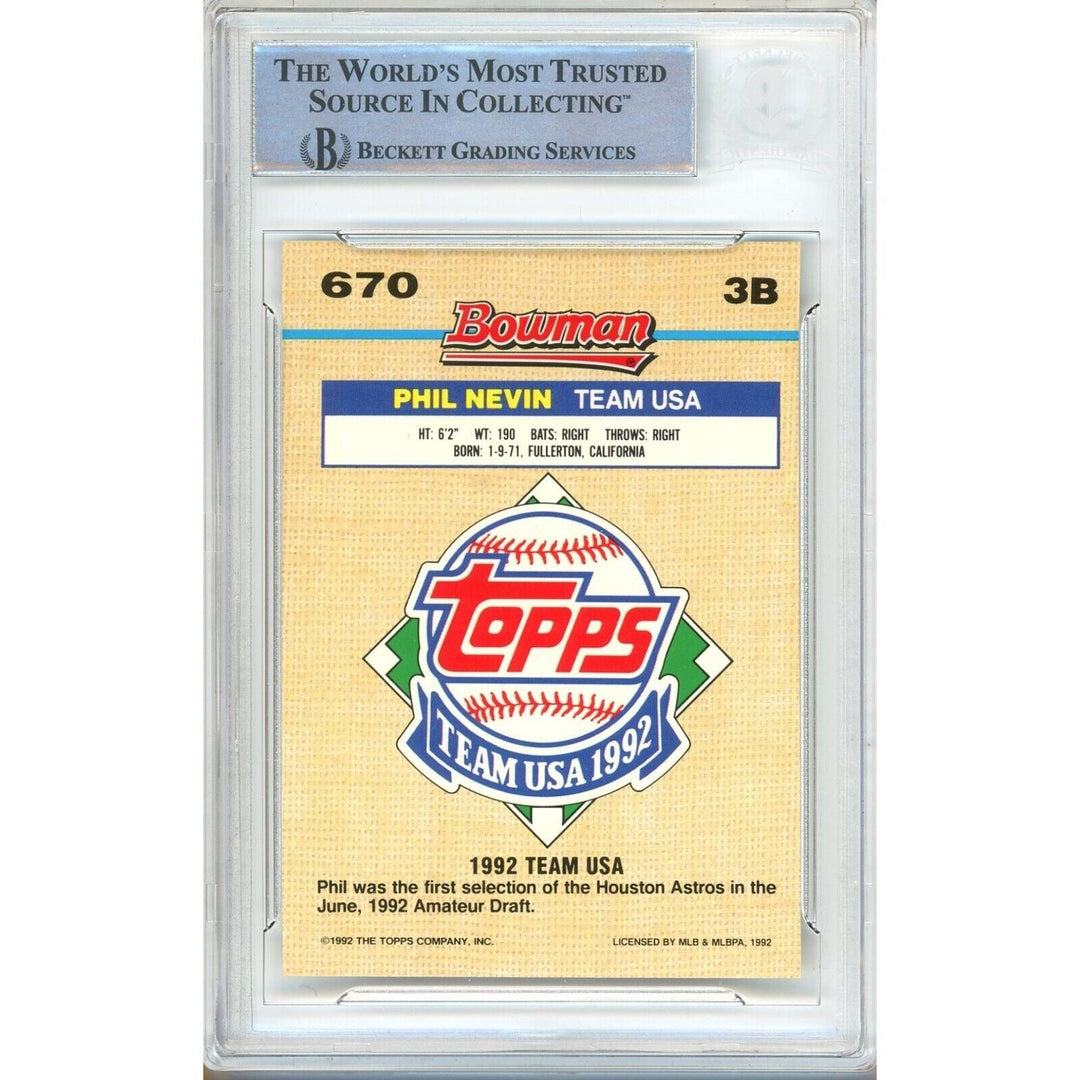 THE WORLD'S MOST TRUSTED
SOURCE IN COLLECTING™
B BECKETT GRADING SERVICES
670
3B
Bowman®
PHIL NEVIN TEAM USA
HT: 6'2" WT: 190 BATS: RIGHT THROWS: RIGHT
BORN: 1-9-71, FULLERTON, CALIFORNIA
TOPPS
TEAM USA 1992
1992 TEAM USA
Phil was the first selection of the Houston Astros in the
June, 1992 Amateur Draft.
©1992 THE TOPPS COMPANY, INC. LICENSED BY MLB & MLBPA, 1992